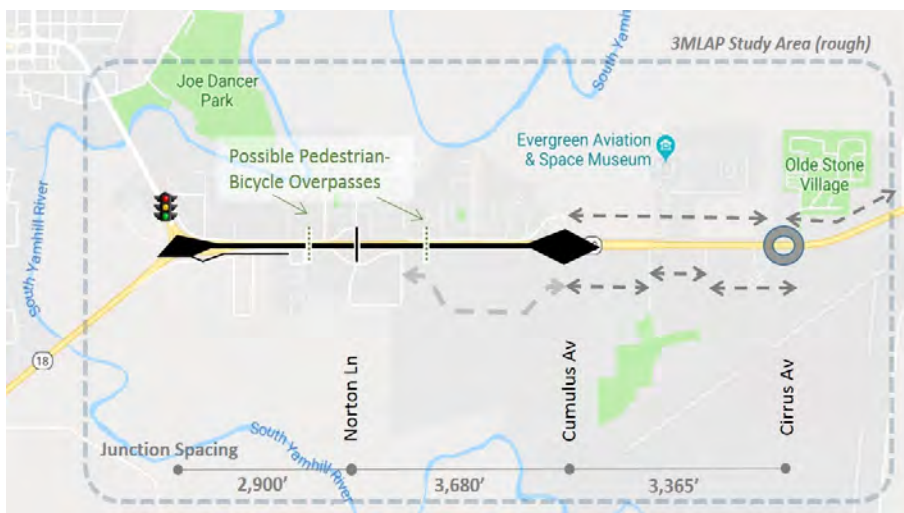 3MLAP Study Area (rough)
Joe Dancer
Park
Possible Pedestrian-
Bicycle Overpasses
Evergreen Aviation
& Space Museum
Olde Stone
Village
South Yamh
South Yamhill River
18
Norton Ln
Cumulus Av
Cirrus Av
South Yamhill River
Junction Spacing
2,900’
3,680’
3,365’